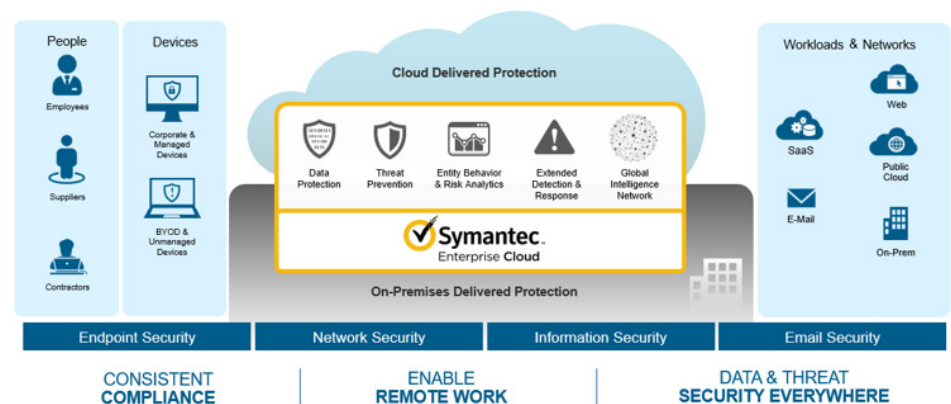 People
Employees
Suppliers
Contractors
Devices
Corporate &
Managed
Devices
BYOD &
Unmanaged
Devices
Cloud Delivered Protection
Data
Protection
Threat
Prevention
Entity Behavior
& Risk Analytics
Extended
Detection &
Response
Global
Intelligence
Network
Symantec.
Enterprise Cloud
On-Premises Delivered Protection
Workloads & Networks
SaaS
E-Mail
Web
Public
Cloud
On-Prem
Endpoint Security
Network Security
Information Security
Email Security
CONSISTENT
COMPLIANCE
ENABLE
REMOTE WORK
DATA & THREAT
SECURITY EVERYWHERE